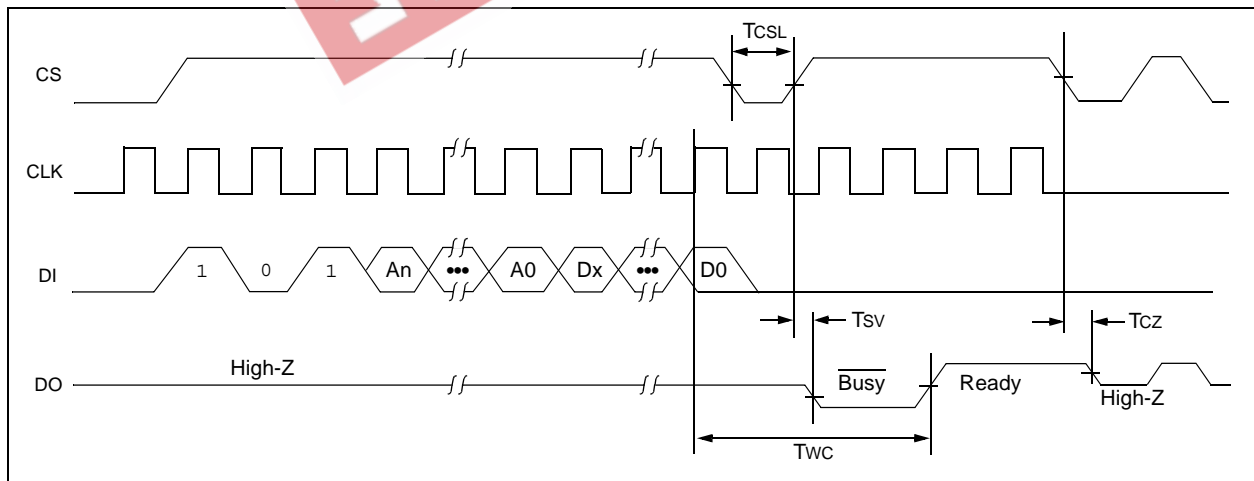 TCSL
CS
CLK
DI
1 0 1 An ••• A0 Dx ••• D0
TSV
TCZ
DO
High-Z
Busy
Ready
High-Z
TWC